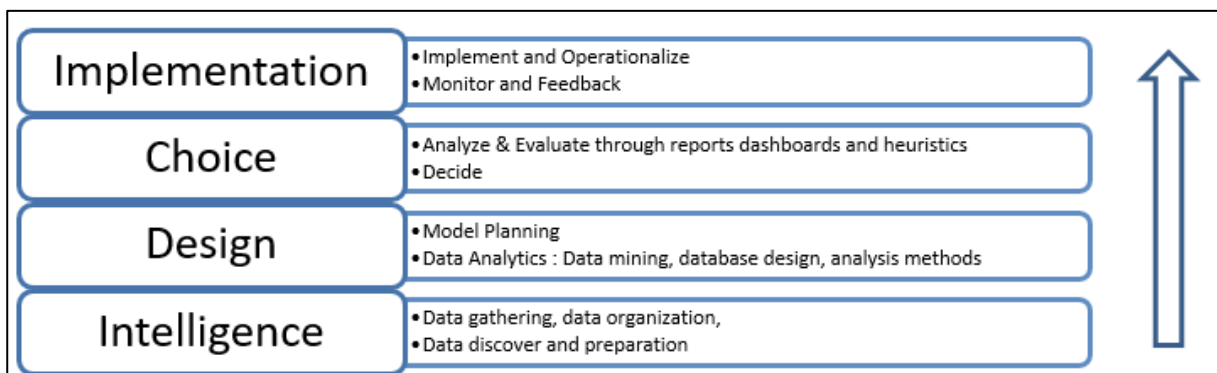 Implementation
•Implement and Operationalize
•Monitor and Feedback
Choice
•Analyze & Evaluate through reports dashboards and heuristics
•Decide
Design
•Model Planning
•Data Analytics : Data mining, database design, analysis methods
Intelligence
•Data gathering, data organization,
•Data discover and preparation